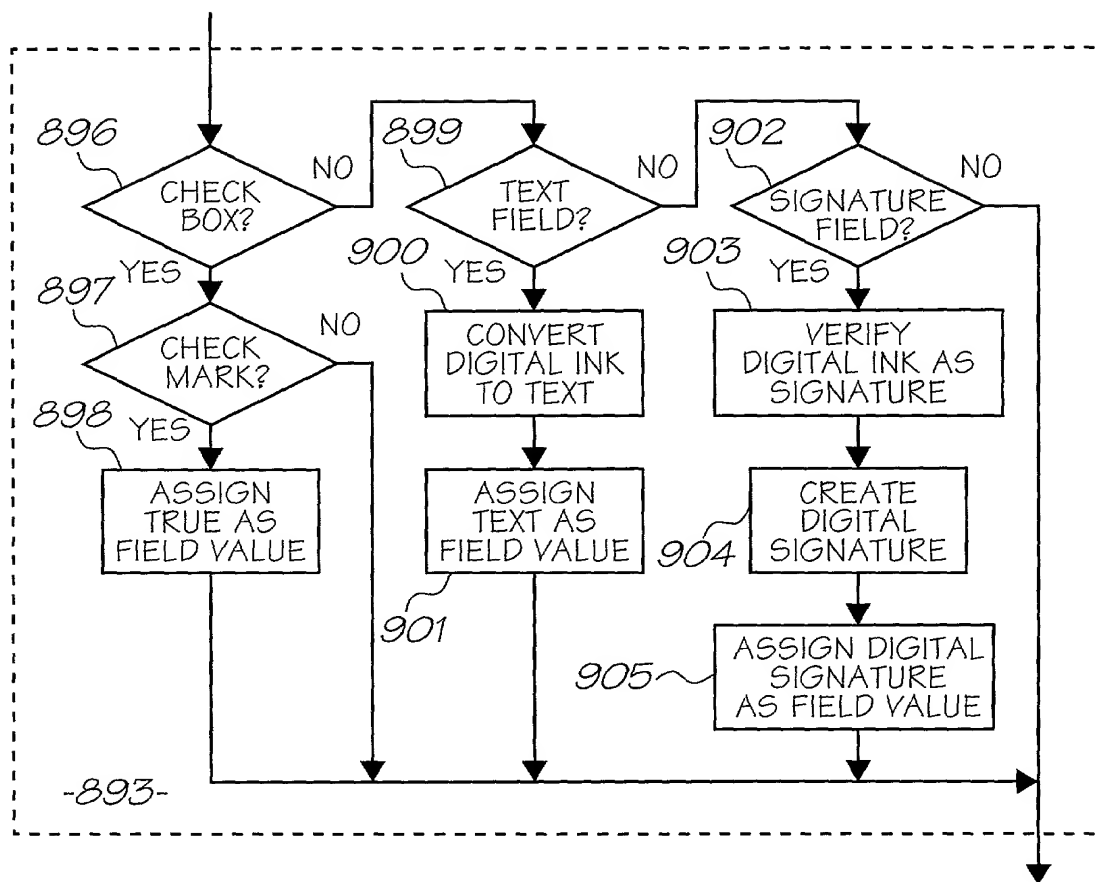 896
CHECK
BOX?
NO
YES
899
TEXT
FIELD?
NO
YES
902
SIGNATURE
FIELD?
NO
YES
897
CHECK
MARK?
NO
YES
900
CONVERT
DIGITAL INK
TO TEXT
903
VERIFY
DIGITAL INK AS
SIGNATURE
898
ASSIGN
TRUE AS
FIELD VALUE
ASSIGN
TEXT AS
FIELD VALUE
901
CREATE
DIGITAL
SIGNATURE
904
ASSIGN DIGITAL
SIGNATURE
AS FIELD VALUE
905
-893-